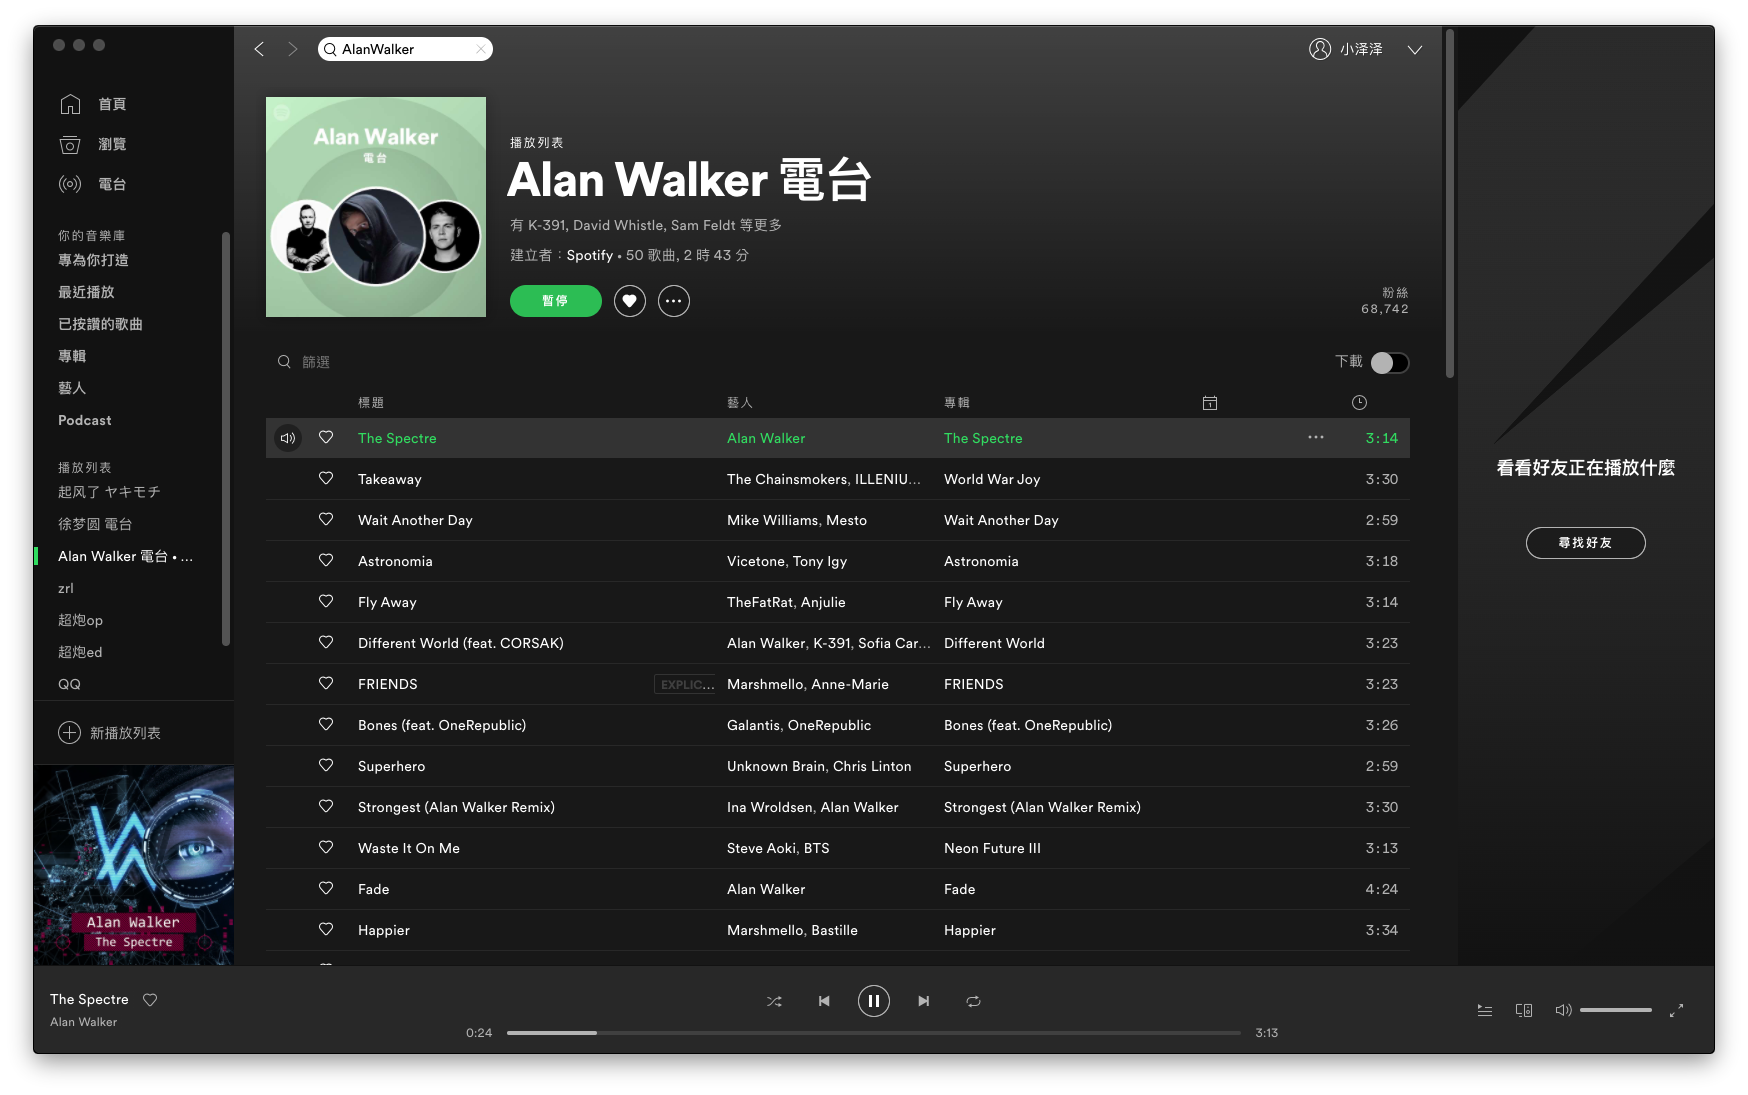 AlanWalker
小泽泽
首頁
瀏覽
電台
你的音樂庫
專為你打造
最近播放
已按讚的歌曲
專輯
藝人
Podcast
播放列表
起风了 ヤキモチ
徐梦圆 電台
Alan Walker 電台 • ...
zrl
超炮op
超炮ed
QQ
新播放列表
Alan Walker
The Spectre
Alan Walker
電台
播放列表
Alan Walker 電台
有 K-391, David Whistle, Sam Feldt 等更多
建立者：Spotify • 50 歌曲, 2 時 43 分
暫停
粉絲
68,742
篩選
下載
標題 藝人 專輯
The Spectre Alan Walker The Spectre 3:14
Takeaway The Chainsmokers, ILLENIU... World War Joy 3:30
Wait Another Day Mike Williams, Mesto Wait Another Day 2:59
Astronomia Vicetone, Tony Igy Astronomia 3:18
Fly Away TheFatRat, Anjulie Fly Away 3:14
Different World (feat. CORSAK) Alan Walker, K-391, Sofia Car... Different World 3:23
FRIENDS EXPLIC... Marshmello, Anne-Marie FRIENDS 3:23
Bones (feat. OneRepublic) Galantis, OneRepublic Bones (feat. OneRepublic) 3:26
Superhero Unknown Brain, Chris Linton Superhero 2:59
Strongest (Alan Walker Remix) Ina Wroldsen, Alan Walker Strongest (Alan Walker Remix) 3:30
Waste It On Me Steve Aoki, BTS Neon Future III 3:13
Fade Alan Walker Fade 4:24
Happier Marshmello, Bastille Happier 3:34
看看好友正在播放什麼
尋找好友
The Spectre
Alan Walker
0:24 3:13